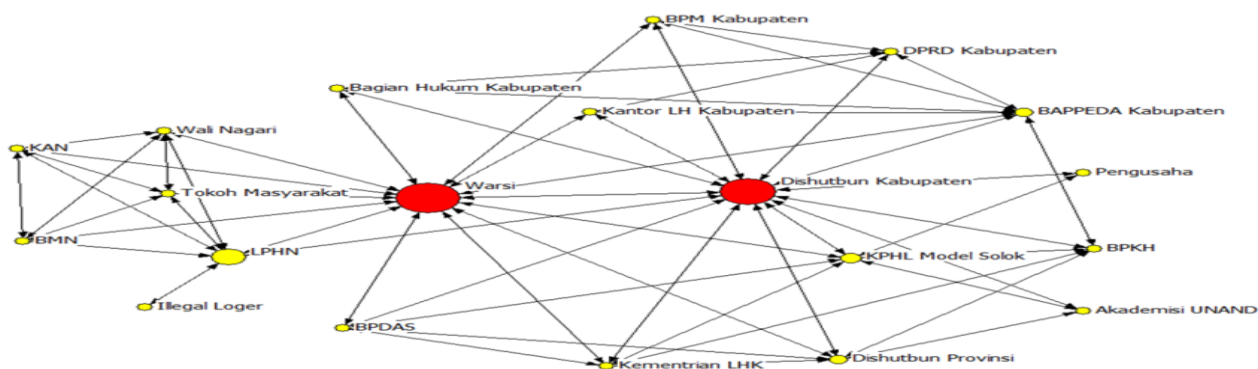 BPM Kabupaten
DPRD Kabupaten
Bagian Hukum Kabupaten
Kantor LH Kabupaten
BAPPEDA Kabupaten
Wali Nagari
KAN
Pengusaha
Tokoh Masyarakat
Warsi
Dishutbun Kabupaten
BMN
LPHN
KPHL Model Solok
BPKH
Illegal Loger
Akademisi UNAND
BPDAS
Kementrian LHK
Dishutbun Provinsi